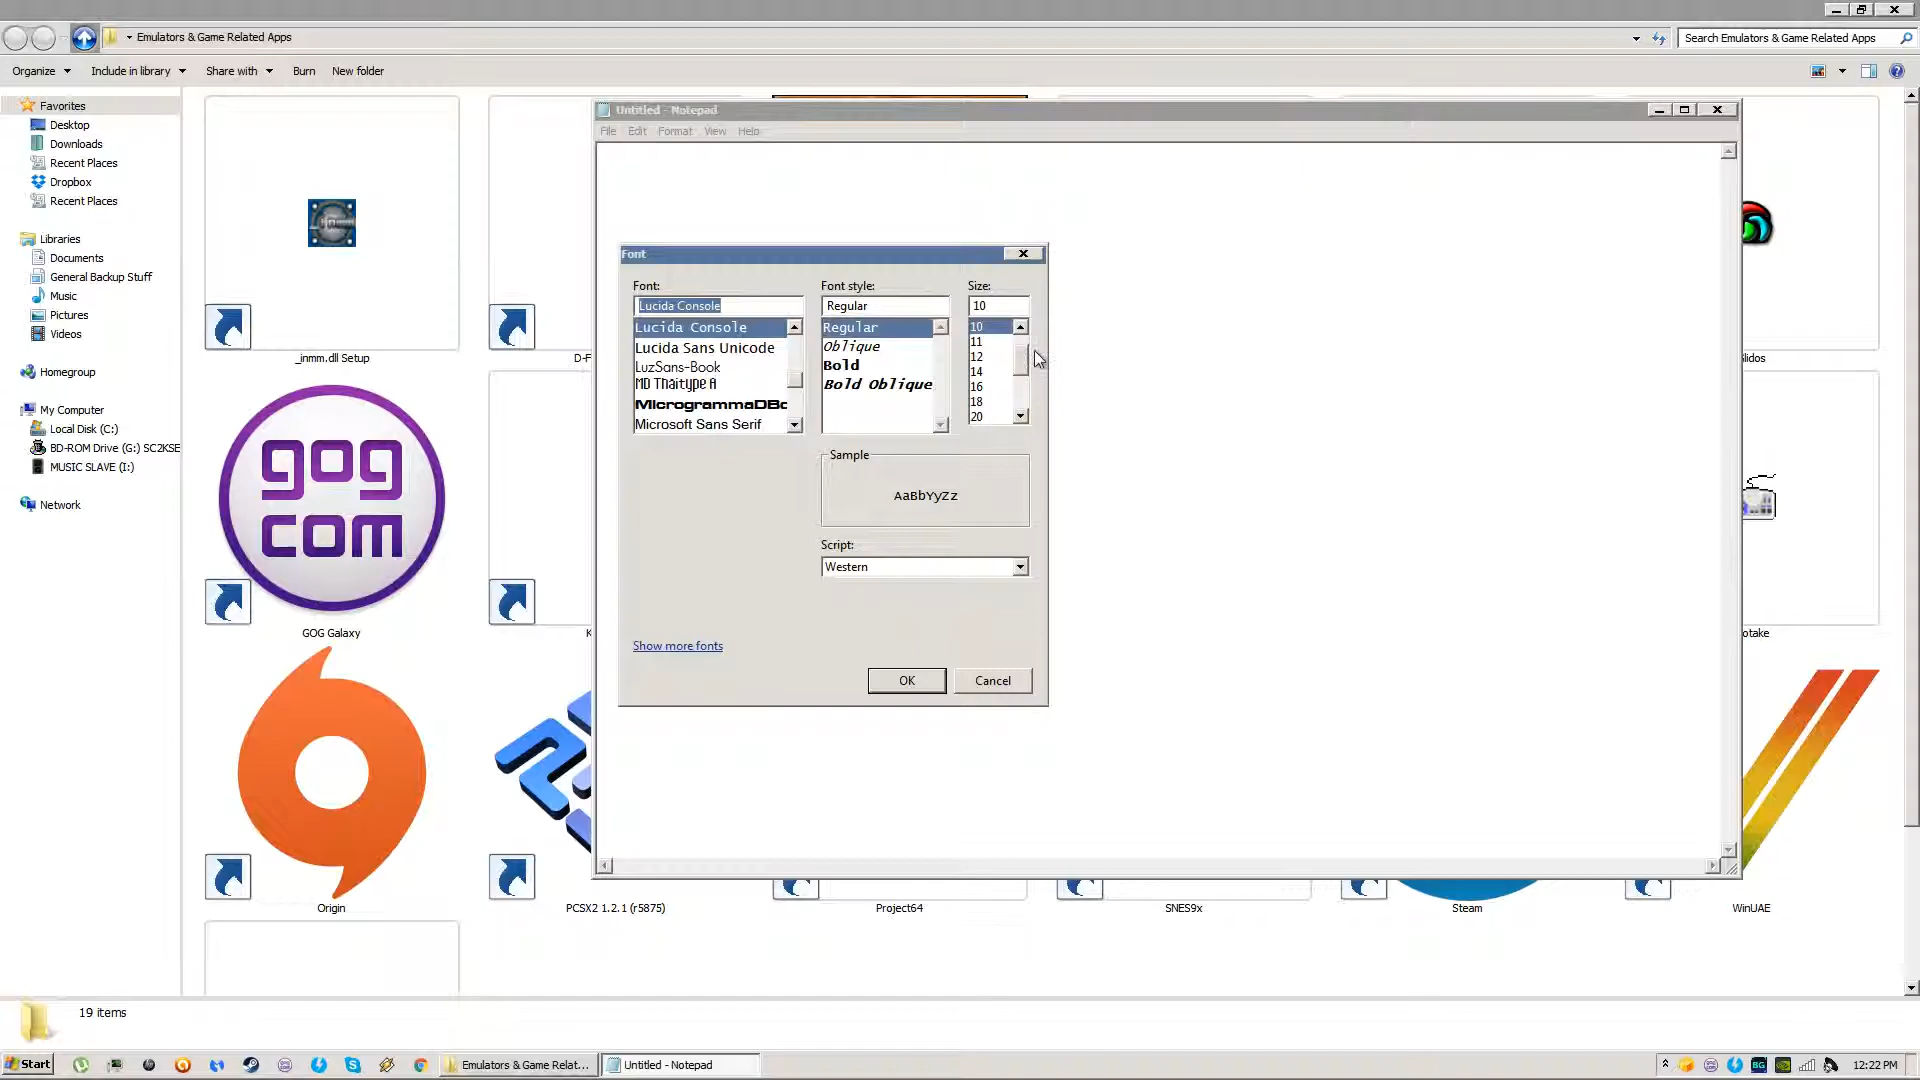 Emulators & Game Related Apps
Search Emulators & Game Related Apps
Organize
Include in library
Share with
Burn
New folder
Favorites
Desktop
Downloads
Recent Places
Dropbox
Recent Places
Libraries
Documents
General Backup Stuff
Music
Pictures
Videos
Homegroup
My Computer
Local Disk (C:)
BD-ROM Drive (G:) SC2KSE
MUSIC SLAVE (I:)
Network
_inmm.dll Setup
D-F
lidos
gog
com
GOG Galaxy
K
otake
Origin
PCSX2 1.2.1 (r5875)
Project64
SNES9x
Steam
WinUAE
Untitled - Notepad
File
Edit
Format
View
Help
Font
Font:
Lucida Console
Lucida Console
Lucida Sans Unicode
LuzSans-Book
MD Thaitype A
MicrogrammaDBo
Microsoft Sans Serif
Font style:
Regular
Regular
Oblique
Bold
Bold Oblique
Size:
10
10
11
12
14
16
18
20
Sample
AaBbYyZz
Script:
Western
Show more fonts
OK
Cancel
19 items
Start
Emulators & Game Relat...
Untitled - Notepad
BG
12:22 PM